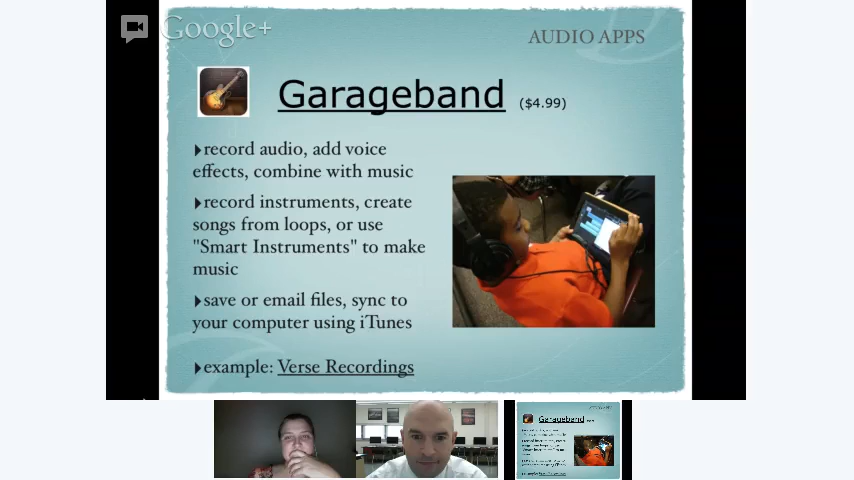 Google+
AUDIO APPS
Garageband ($4.99)
▸record audio, add voice
effects, combine with music
▸record instruments, create
songs from loops, or use
"Smart Instruments" to make
music
▸save or email files, sync to
your computer using iTunes
▸example: Verse Recordings
Garageband